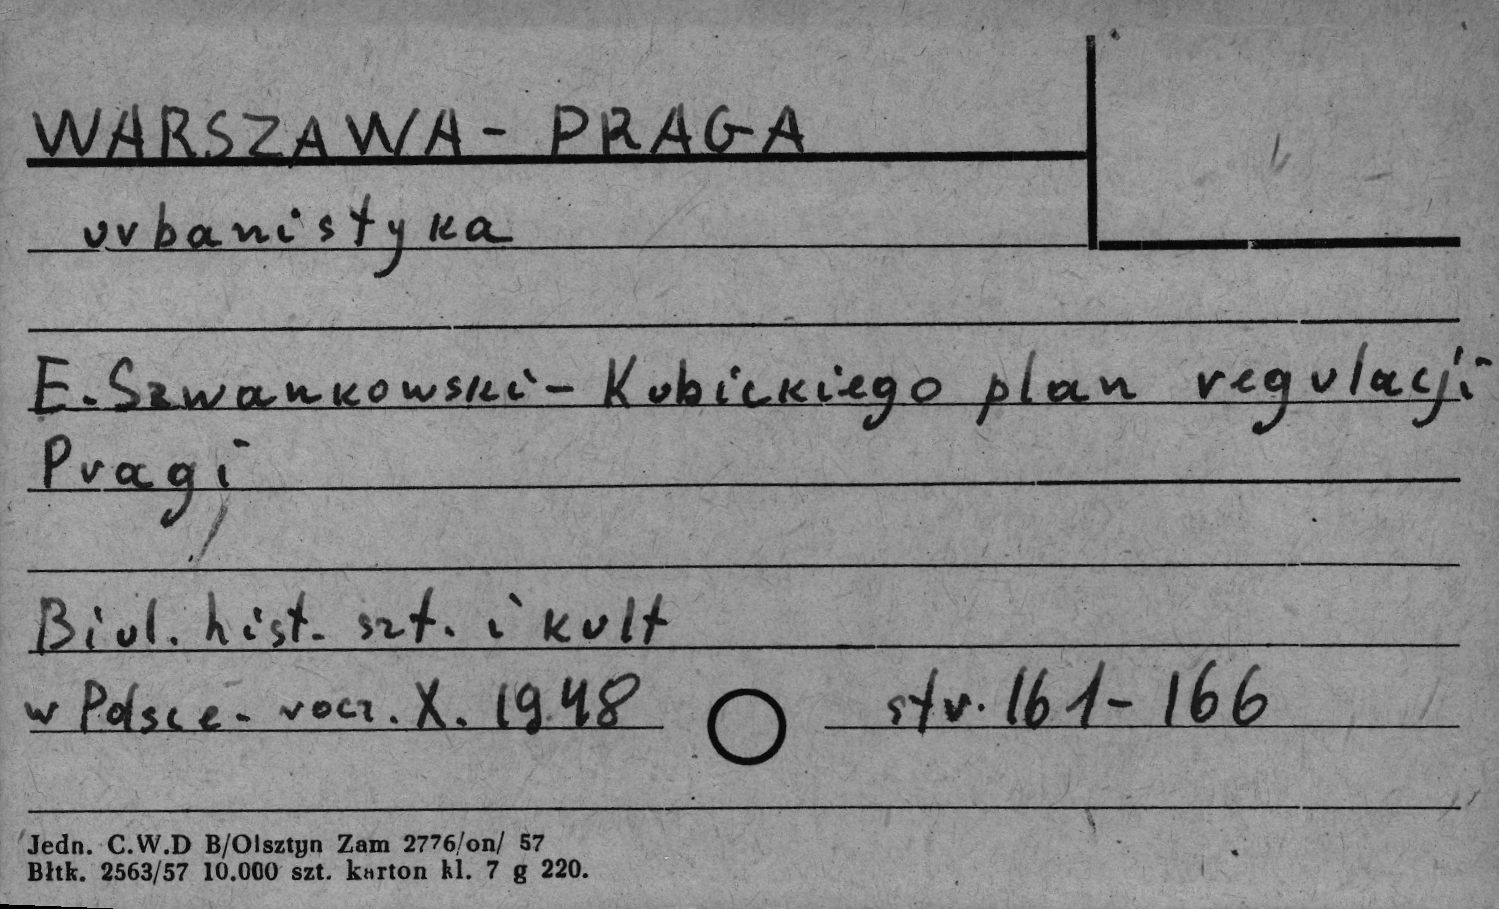 WARSZAWA - PRAGA
urbanistyka
E. Szwankowski - Kubickiego plan regulacji
Pragi
Biul. hist. szt. i kult
w Polsce - rocz. X. 1948 str. 161 - 166
Jedn. C.W.D B/Olsztyn Zam 2776/on/ 57
Błtk. 2563/57 10.000 szt. karton kl. 7 g 220.